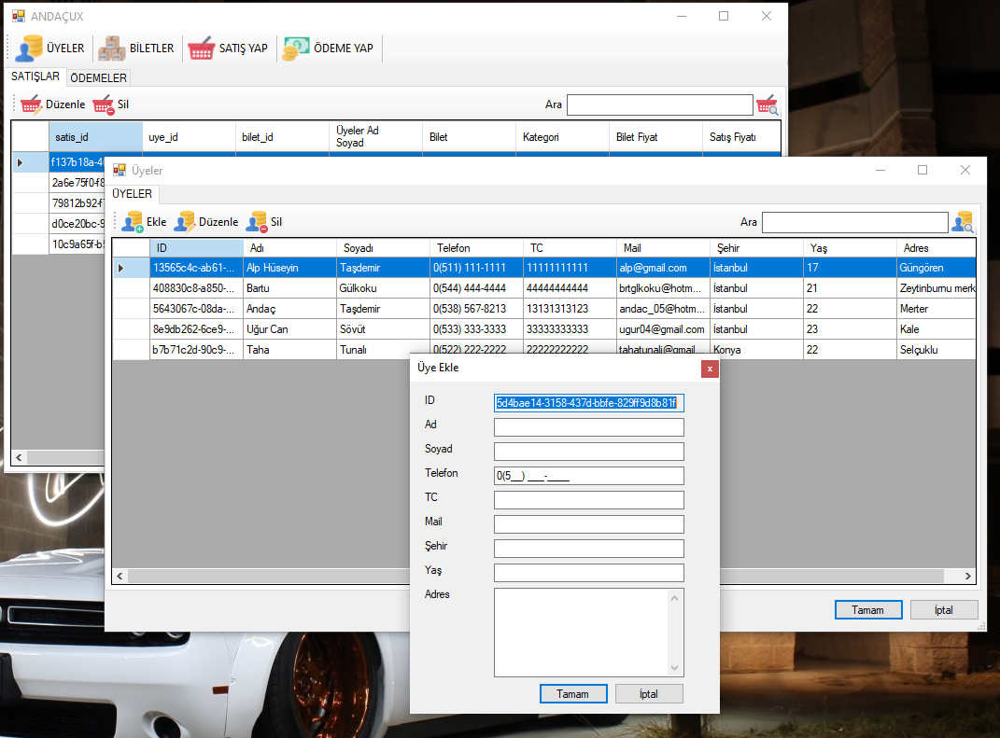 ANDAÇUX
ÜYELER BİLETLER SATIŞ YAP ÖDEME YAP
SATIŞLAR ÖDEMELER
Düzenle Sil Ara
satis_id uye_id bilet_id Üyeler Ad Soyad Bilet Kategori Bilet Fiyat Satış Fiyatı
f137b18a-4
2a6e75f0-f8
79812b92-f
d0ce20bc-9
10c9a65f-b
Üyeler
ÜYELER
Ekle Düzenle Sil Ara
ID Adı Soyadı Telefon TC Mail Şehir Yaş Adres
13565c4c-ab61-... Alp Hüseyin Taşdemir 0(511) 111-1111 11111111111 alp@gmail.com İstanbul 17 Güngören
408830c8-a850-... Bartu Gülkoku 0(544) 444-4444 44444444444 brtglkoku@hotm... İstanbul 21 Zeytinburnu merk
5643067c-08da-... Andaç Taşdemir 0(538) 567-8213 13131313123 andac_05@hotm... İstanbul 22 Merter
8e9db262-6ce9-... Uğur Can Sövüt 0(533) 333-3333 33333333333 ugur04@gmail.com İstanbul 23 Kale
b7b71c2d-90c9-... Taha Tunalı 0(522) 222-2222 22222222222 tahatunali@gmail... Konya 22 Selçuklu
Tamam İptal
Üye Ekle
x
ID 5d4bae14-3158-437d-bbfe-829ff9d8b81f
Ad
Soyad
Telefon 0(5__) ___-____
TC
Mail
Şehir
Yaş
Adres
Tamam İptal